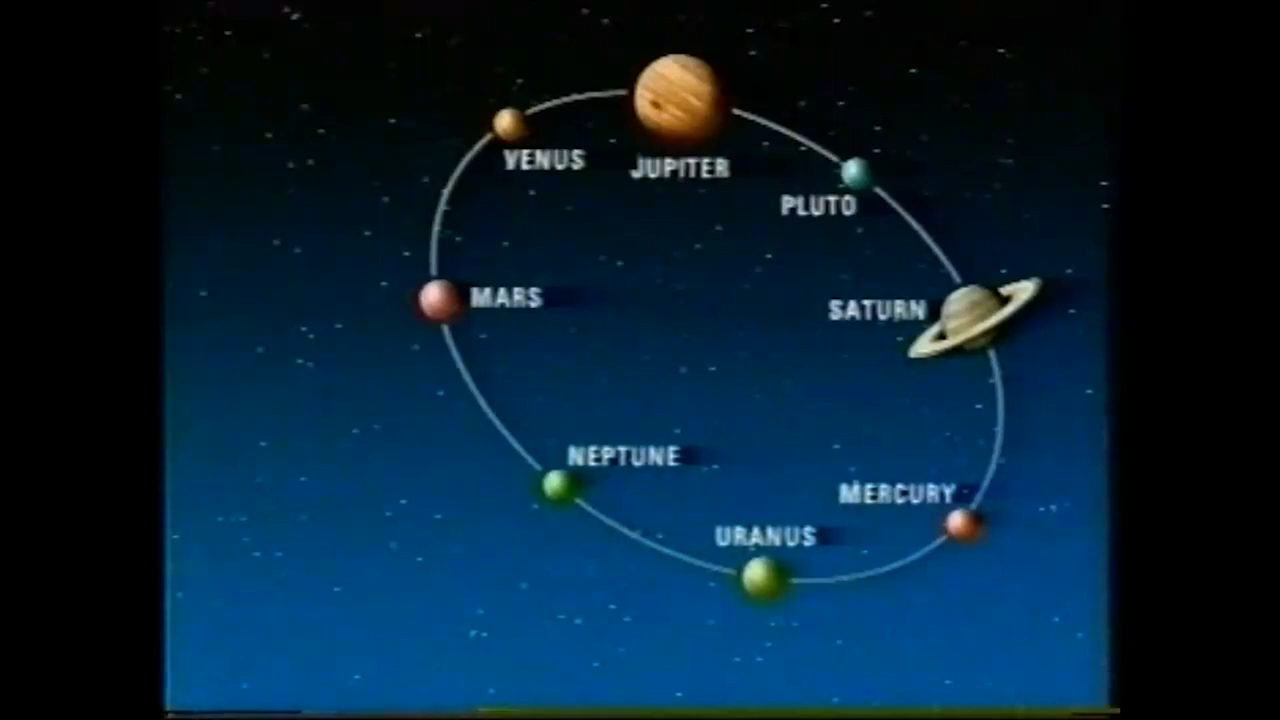 VENUS
JUPITER
PLUTO
MARS
SATURN
NEPTUNE
MERCURY
URANUS